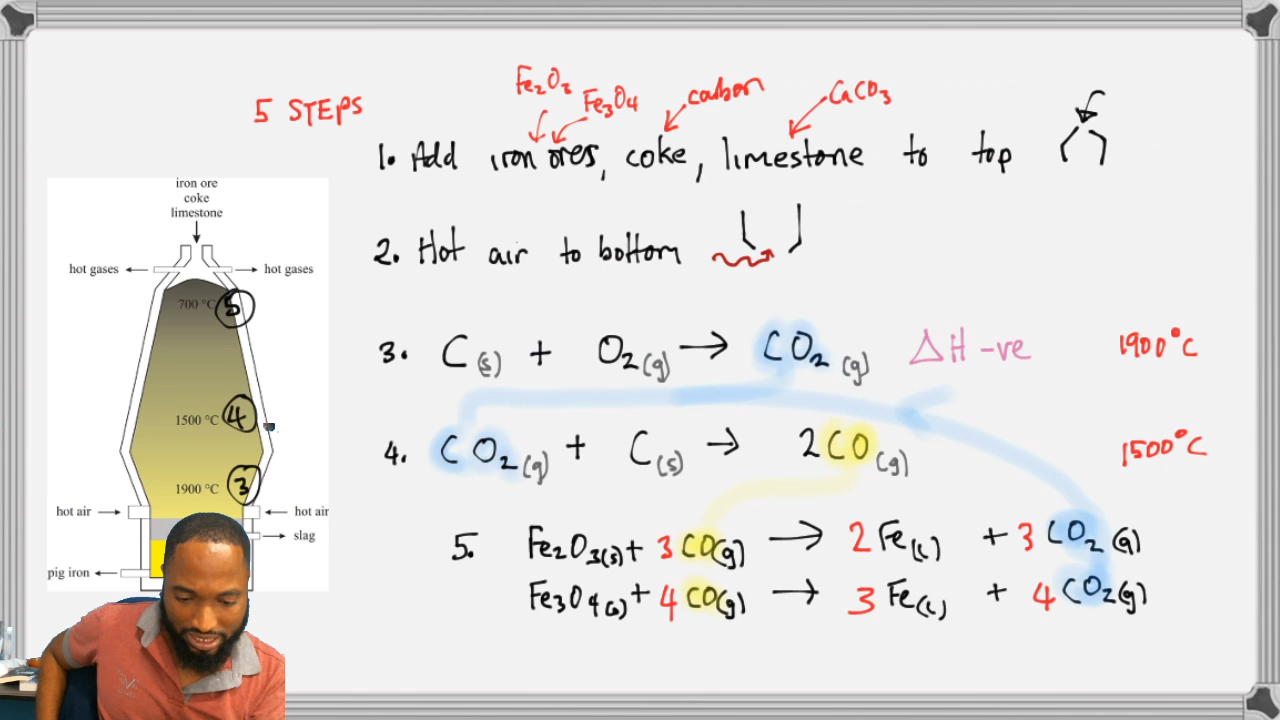 5 STEPS
Fe₂O₃
Fe₃O₄
carbon
CaCO₃
1. Add iron ores, coke, limestone to top
2. Hot air to bottom
3. C(s) + O₂(g) → CO₂(g) ΔH -ve 1900°C
4. CO₂(g) + C(s) → 2CO(g) 1500°C
5. Fe₂O₃(s) + 3CO(g) → 2Fe(l) + 3CO₂(g)
Fe₃O₄(s) + 4CO(g) → 3Fe(l) + 4CO₂(g)
iron ore
coke
limestone
hot gases hot gases
700 °C 5
1500 °C 4
1900 °C 3
hot air hot air
slag
pig iron